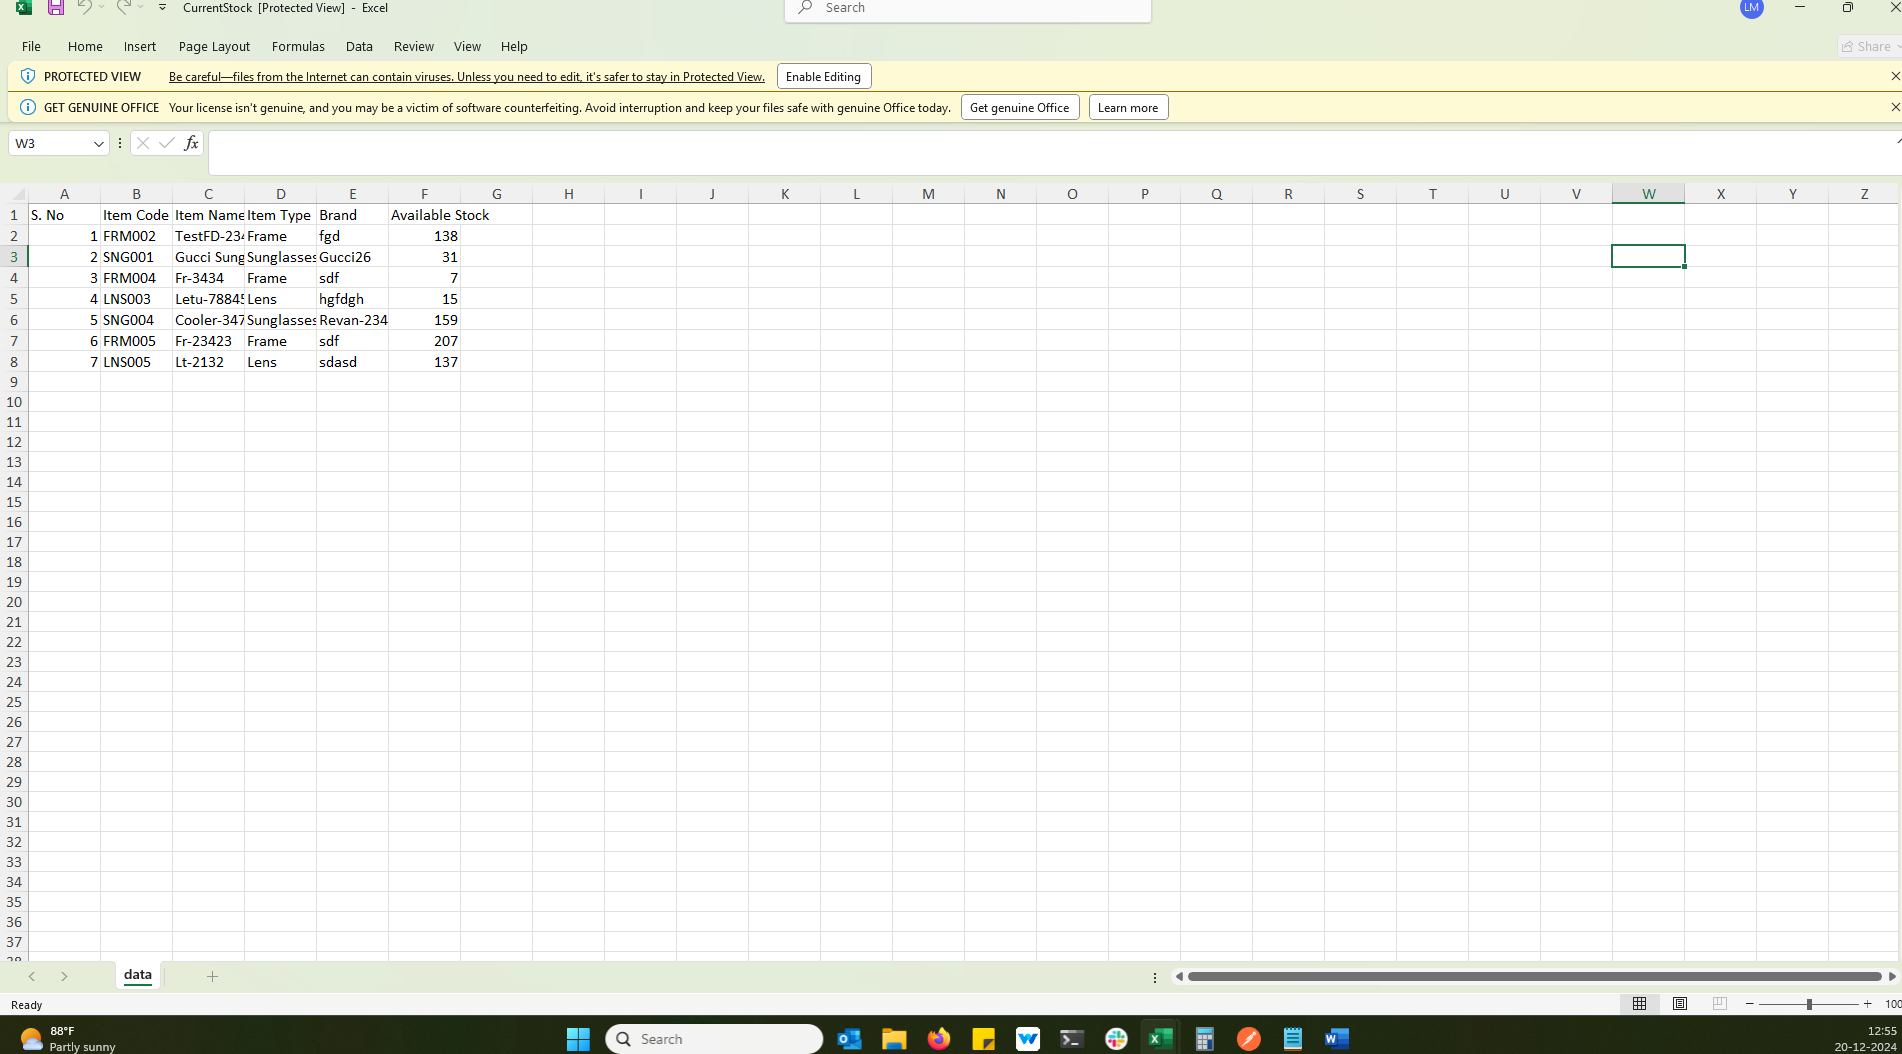 CurrentStock [Protected View] - Excel
Search
LM
File Home Insert Page Layout Formulas Data Review View Help
Share
PROTECTED VIEW Be careful—files from the Internet can contain viruses. Unless you need to edit, it's safer to stay in Protected View. Enable Editing
GET GENUINE OFFICE Your license isn't genuine, and you may be a victim of software counterfeiting. Avoid interruption and keep your files safe with genuine Office today. Get genuine Office Learn more
W3 fx
A B C D E F G H I J K L M N O P Q R S T U V W X Y Z
1 S. No Item Code Item Name Item Type Brand Available Stock
2 1 FRM002 TestFD-234 Frame fgd 138
3 2 SNG001 Gucci Sung Sunglasses Gucci26 31
4 3 FRM004 Fr-3434 Frame sdf 7
5 4 LNS003 Letu-78845 Lens hgfdgh 15
6 5 SNG004 Cooler-347 Sunglasses Revan-234 159
7 6 FRM005 Fr-23423 Frame sdf 207
8 7 LNS005 Lt-2132 Lens sdasd 137
9
10
11
12
13
14
15
16
17
18
19
20
21
22
23
24
25
26
27
28
29
30
31
32
33
34
35
36
37
38
data
Ready
100
88°F
Partly sunny
Search
12:55
20-12-2024